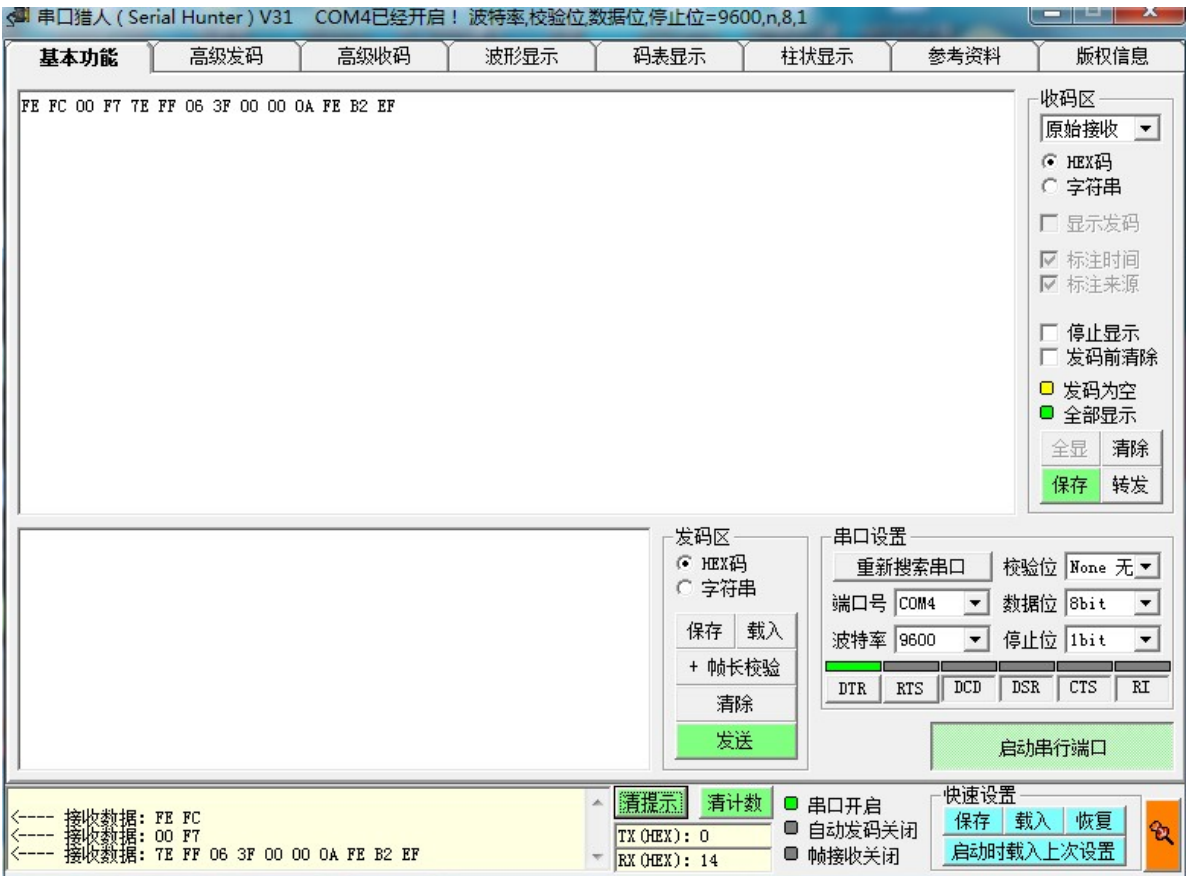 串口猎人 ( Serial Hunter ) V31 COM4已经开启！ 波特率,校验位,数据位,停止位=9600,n,8,1
基本功能 高级发码 高级收码 波形显示 码表显示 柱状显示 参考资料 版权信息
FE FC 00 F7 7E FF 06 3F 00 00 0A FE B2 EF
收码区
原始接收
HEX码
字符串
显示发码
标注时间
标注来源
停止显示
发码前清除
发码为空
全部显示
全显 清除
保存 转发
发码区
HEX码
字符串
保存 载入
+ 帧长校验
清除
发送
串口设置
重新搜索串口 校验位 None 无
端口号 COM4 数据位 8bit
波特率 9600 停止位 1bit
DTR RTS DCD DSR CTS RI
启动串行端口
<---- 接收数据: FE FC
<---- 接收数据: 00 F7
<---- 接收数据: 7E FF 06 3F 00 00 0A FE B2 EF
清提示 清计数
TX(HEX): 0
RX(HEX): 14
串口开启
自动发码关闭
帧接收关闭
快速设置
保存 载入 恢复
启动时载入上次设置